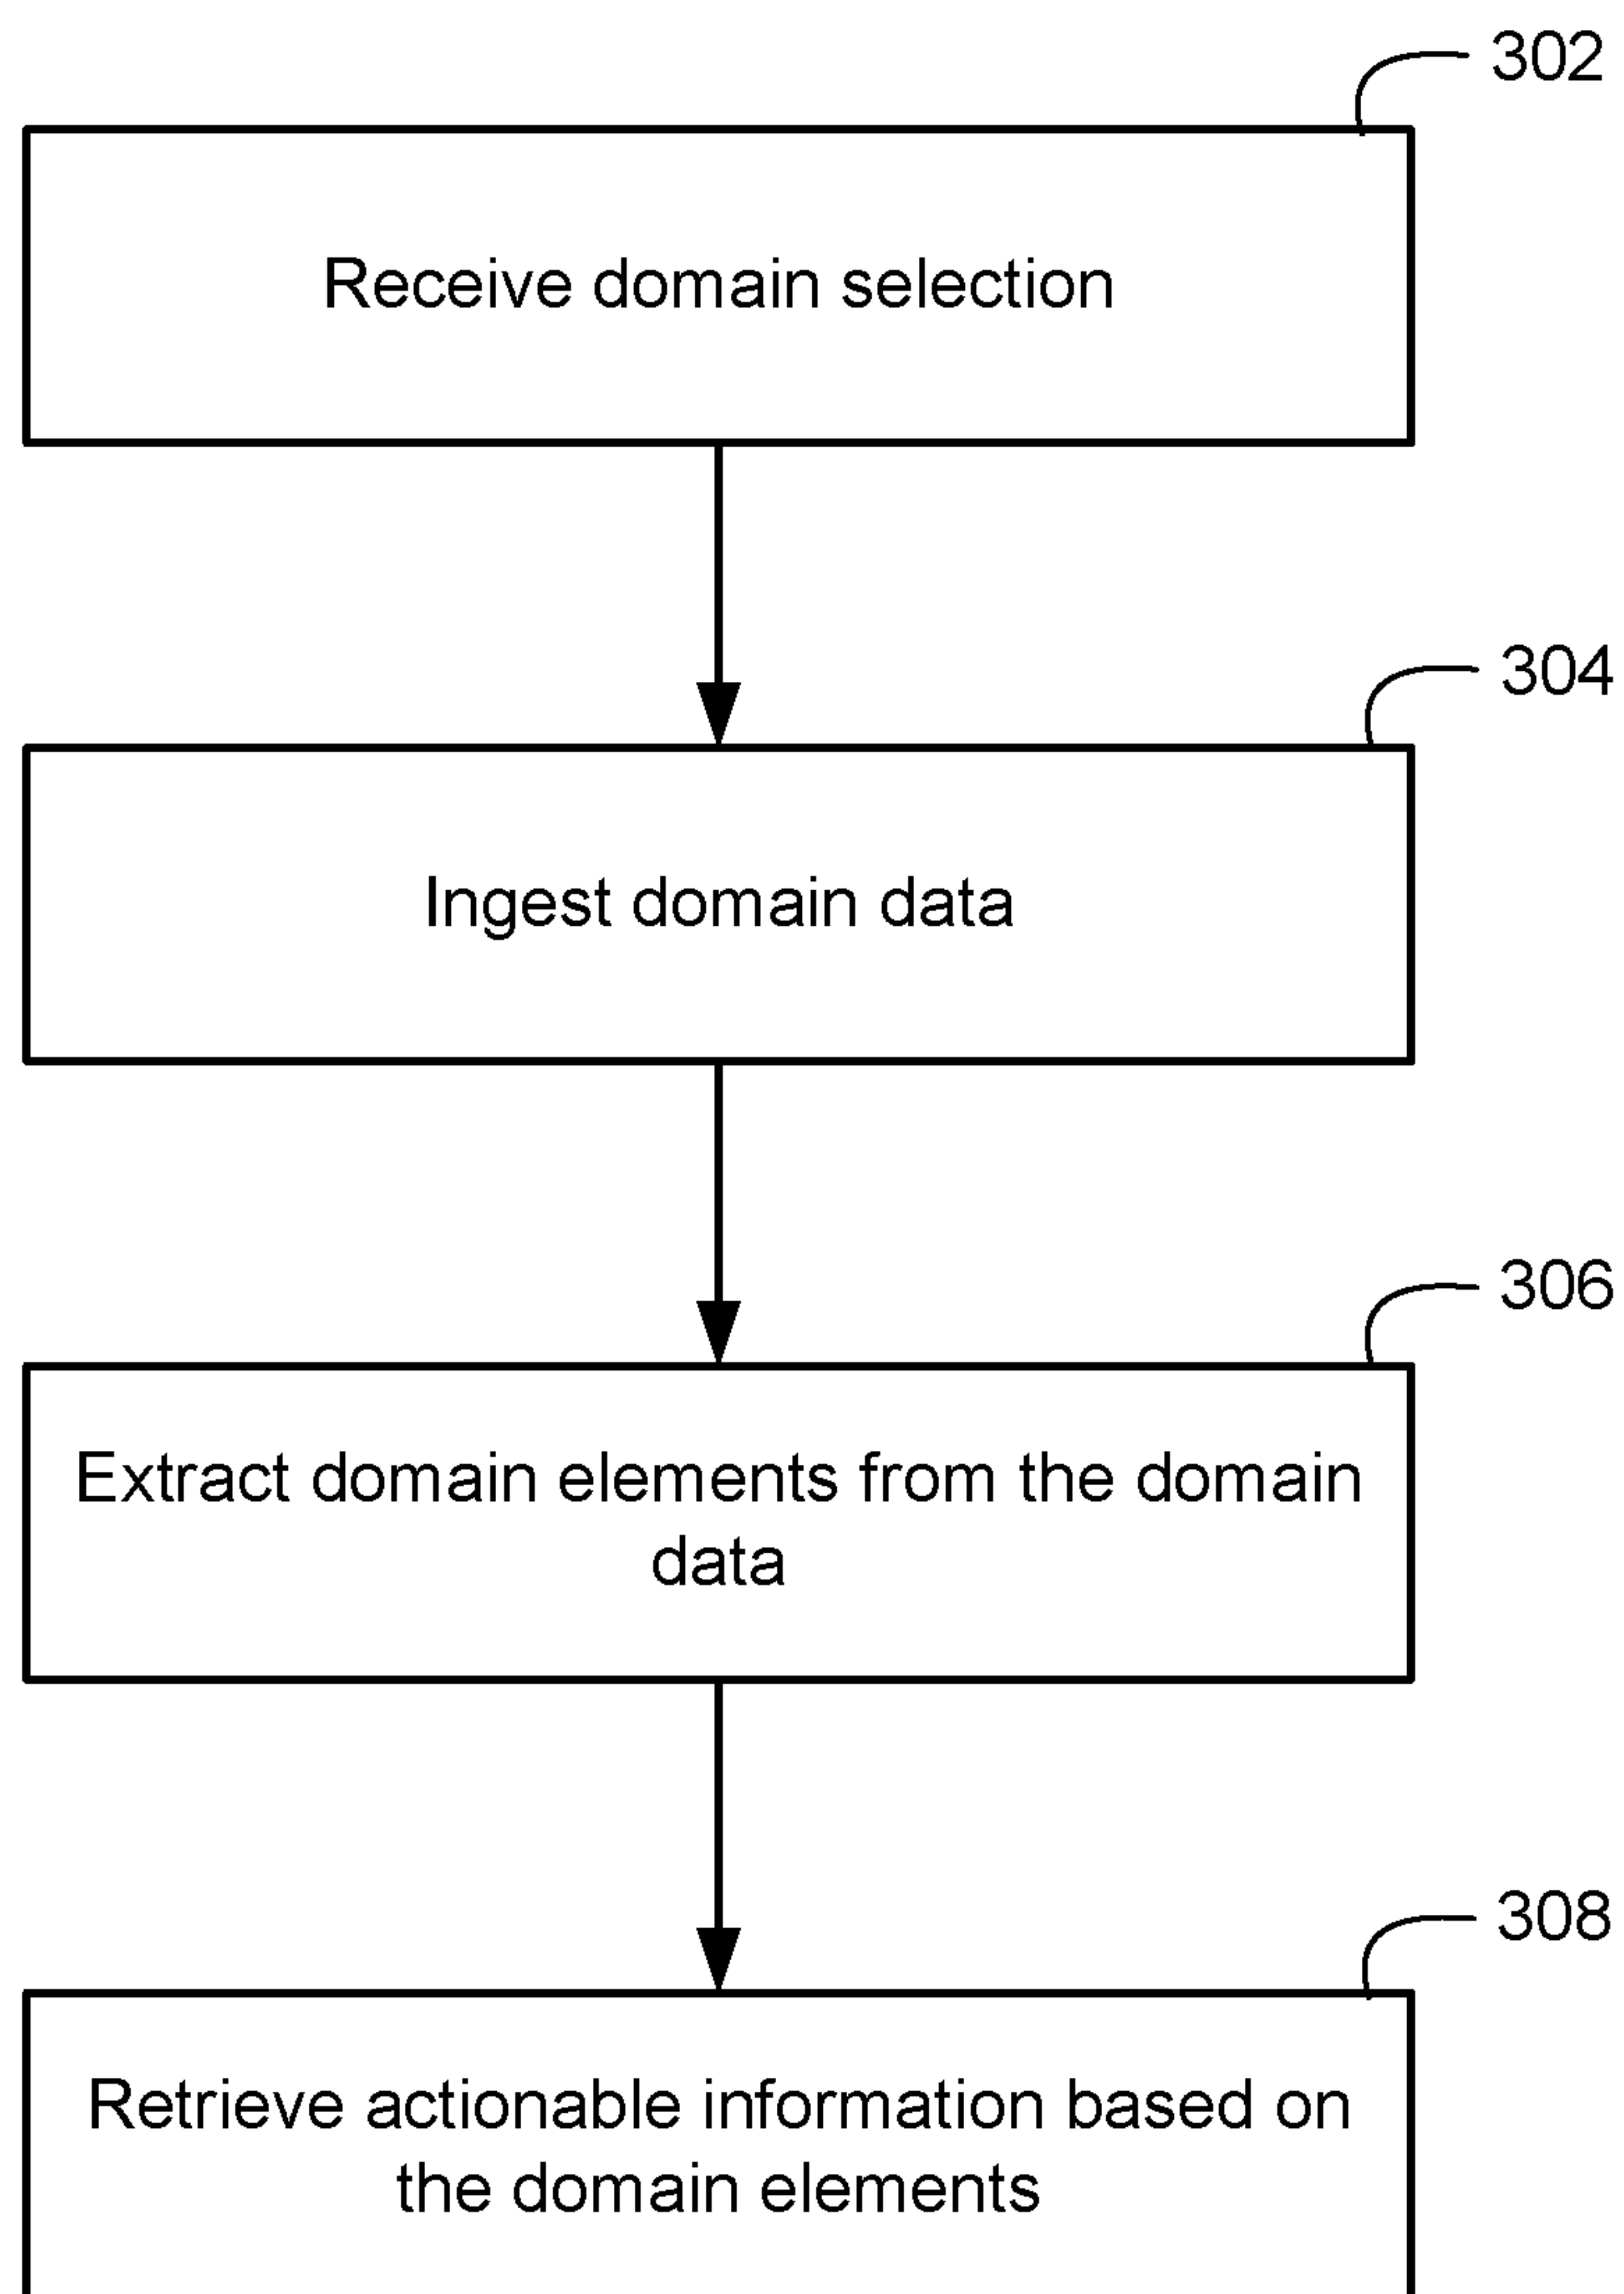 302
Receive domain selection
304
Ingest domain data
306
Extract domain elements from the domain
data
308
Retrieve actionable information based on
the domain elements